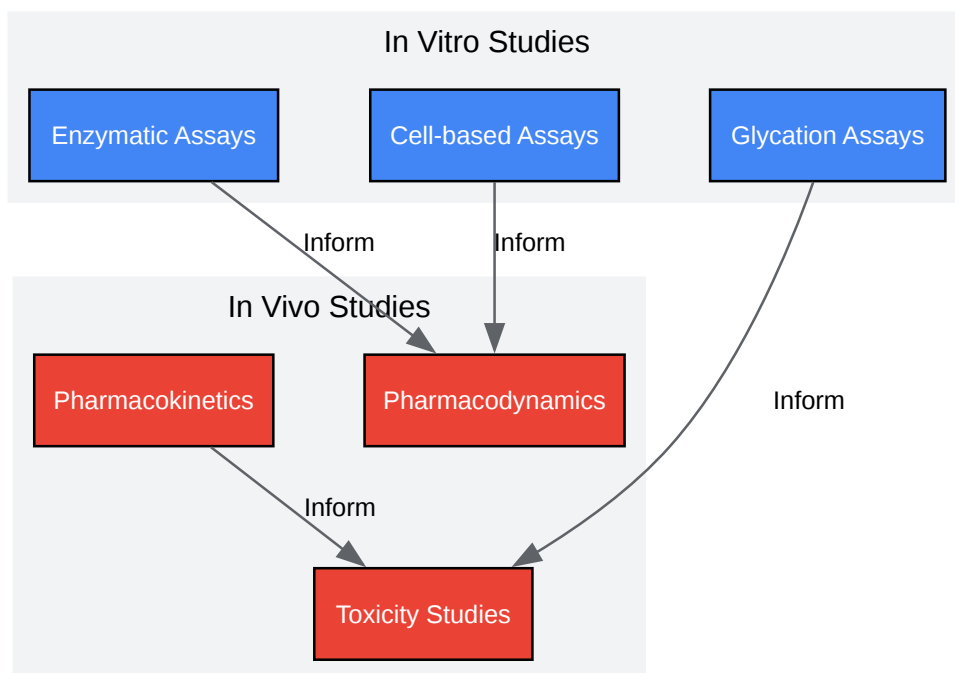 In Vitro Studies
Enzymatic Assays
Cell-based Assays
Glycation Assays
Inform
Inform
In Vivo Studies
Pharmacokinetics
Pharmacodynamics
Inform
Inform
Toxicity Studies